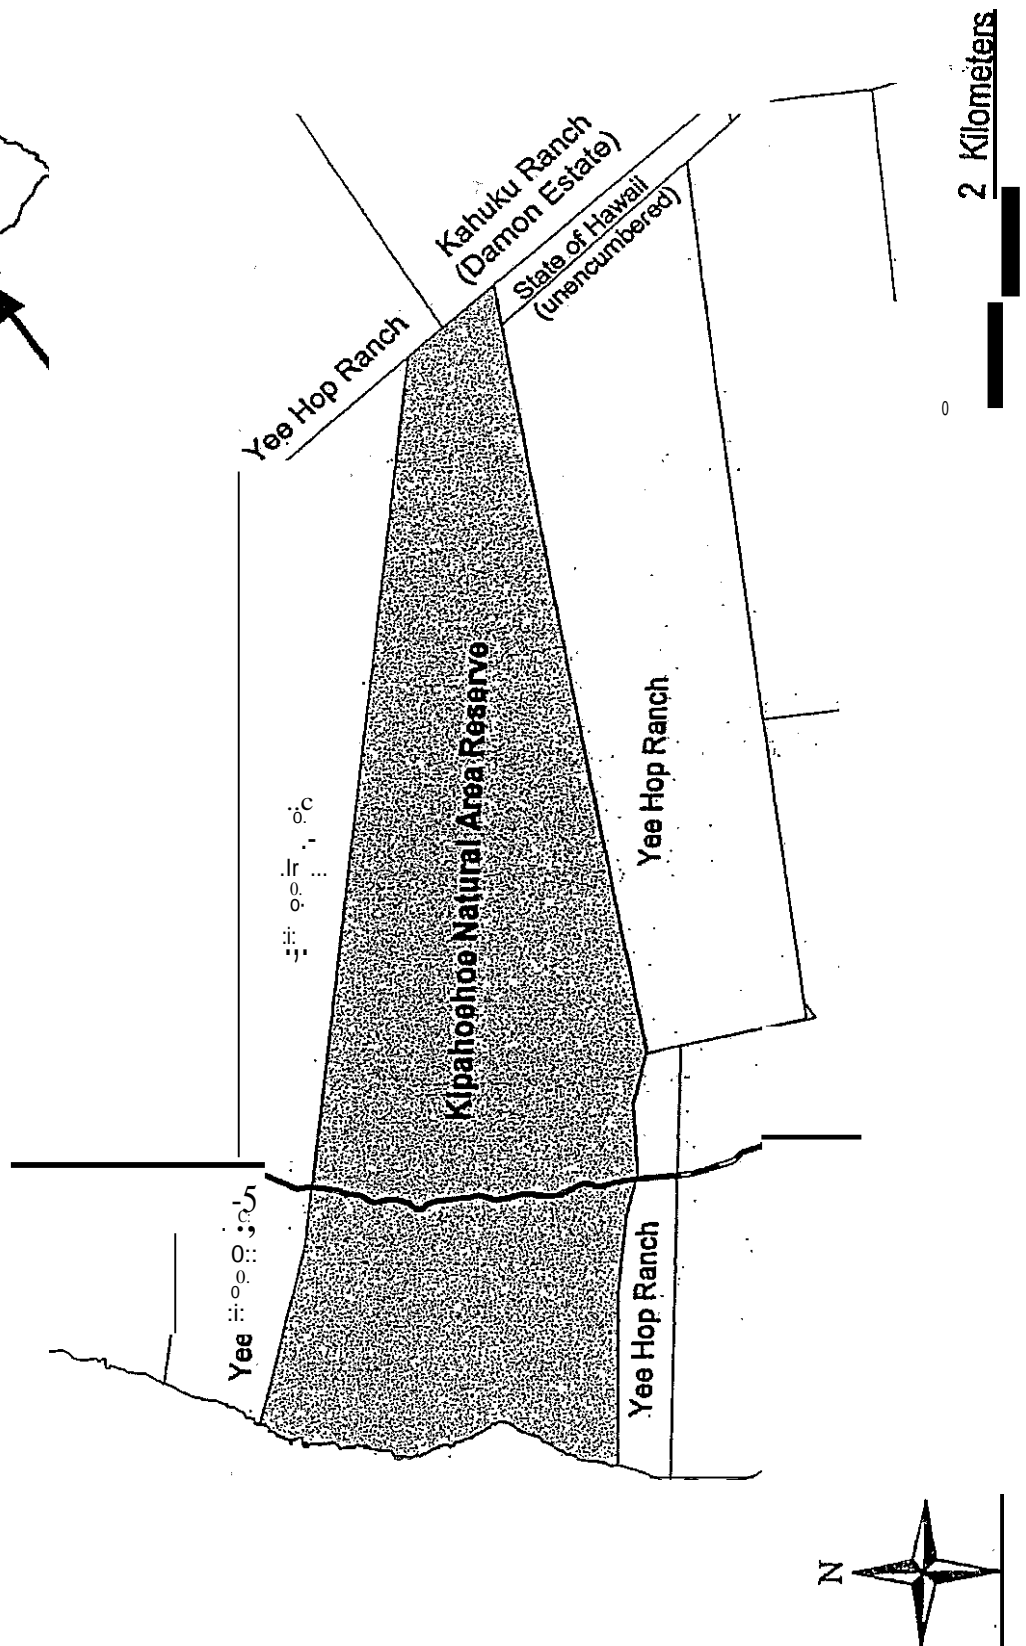 2 Kilometers
0
Kahuku Ranch
(Damon Estate)
State of Hawaii
(unencumbered)
Yee Hop Ranch
Kipahoehoe Natural Area Reserve
Yee Hop Ranch
Yee Hop Ranch
Yee
N